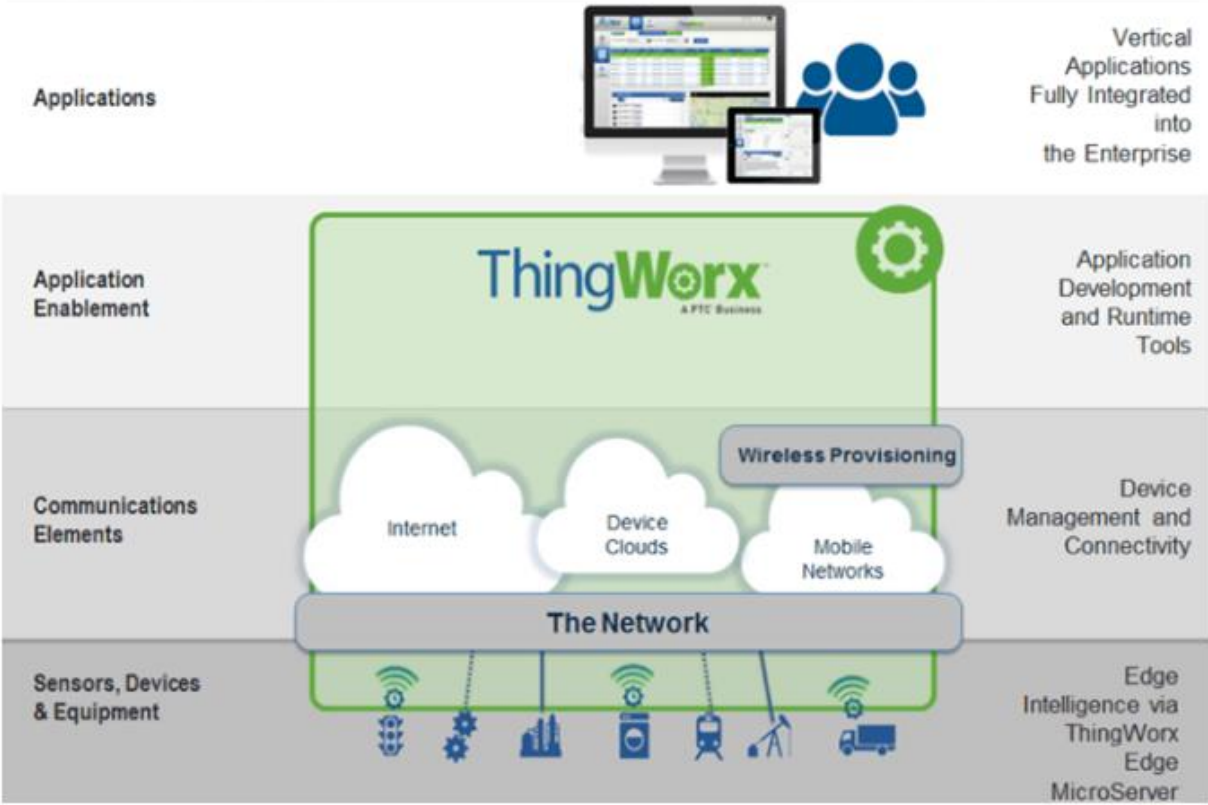 Applications
Vertical
Applications
Fully Integrated
into
the Enterprise
Application
Enablement
ThingWorx
A PTC Business
Application
Development
and Runtime
Tools
Communications
Elements
Internet
Device
Clouds
Wireless Provisioning
Mobile
Networks
Device
Management and
Connectivity
The Network
Sensors, Devices
& Equipment
Edge
Intelligence via
ThingWorx
Edge
MicroServer